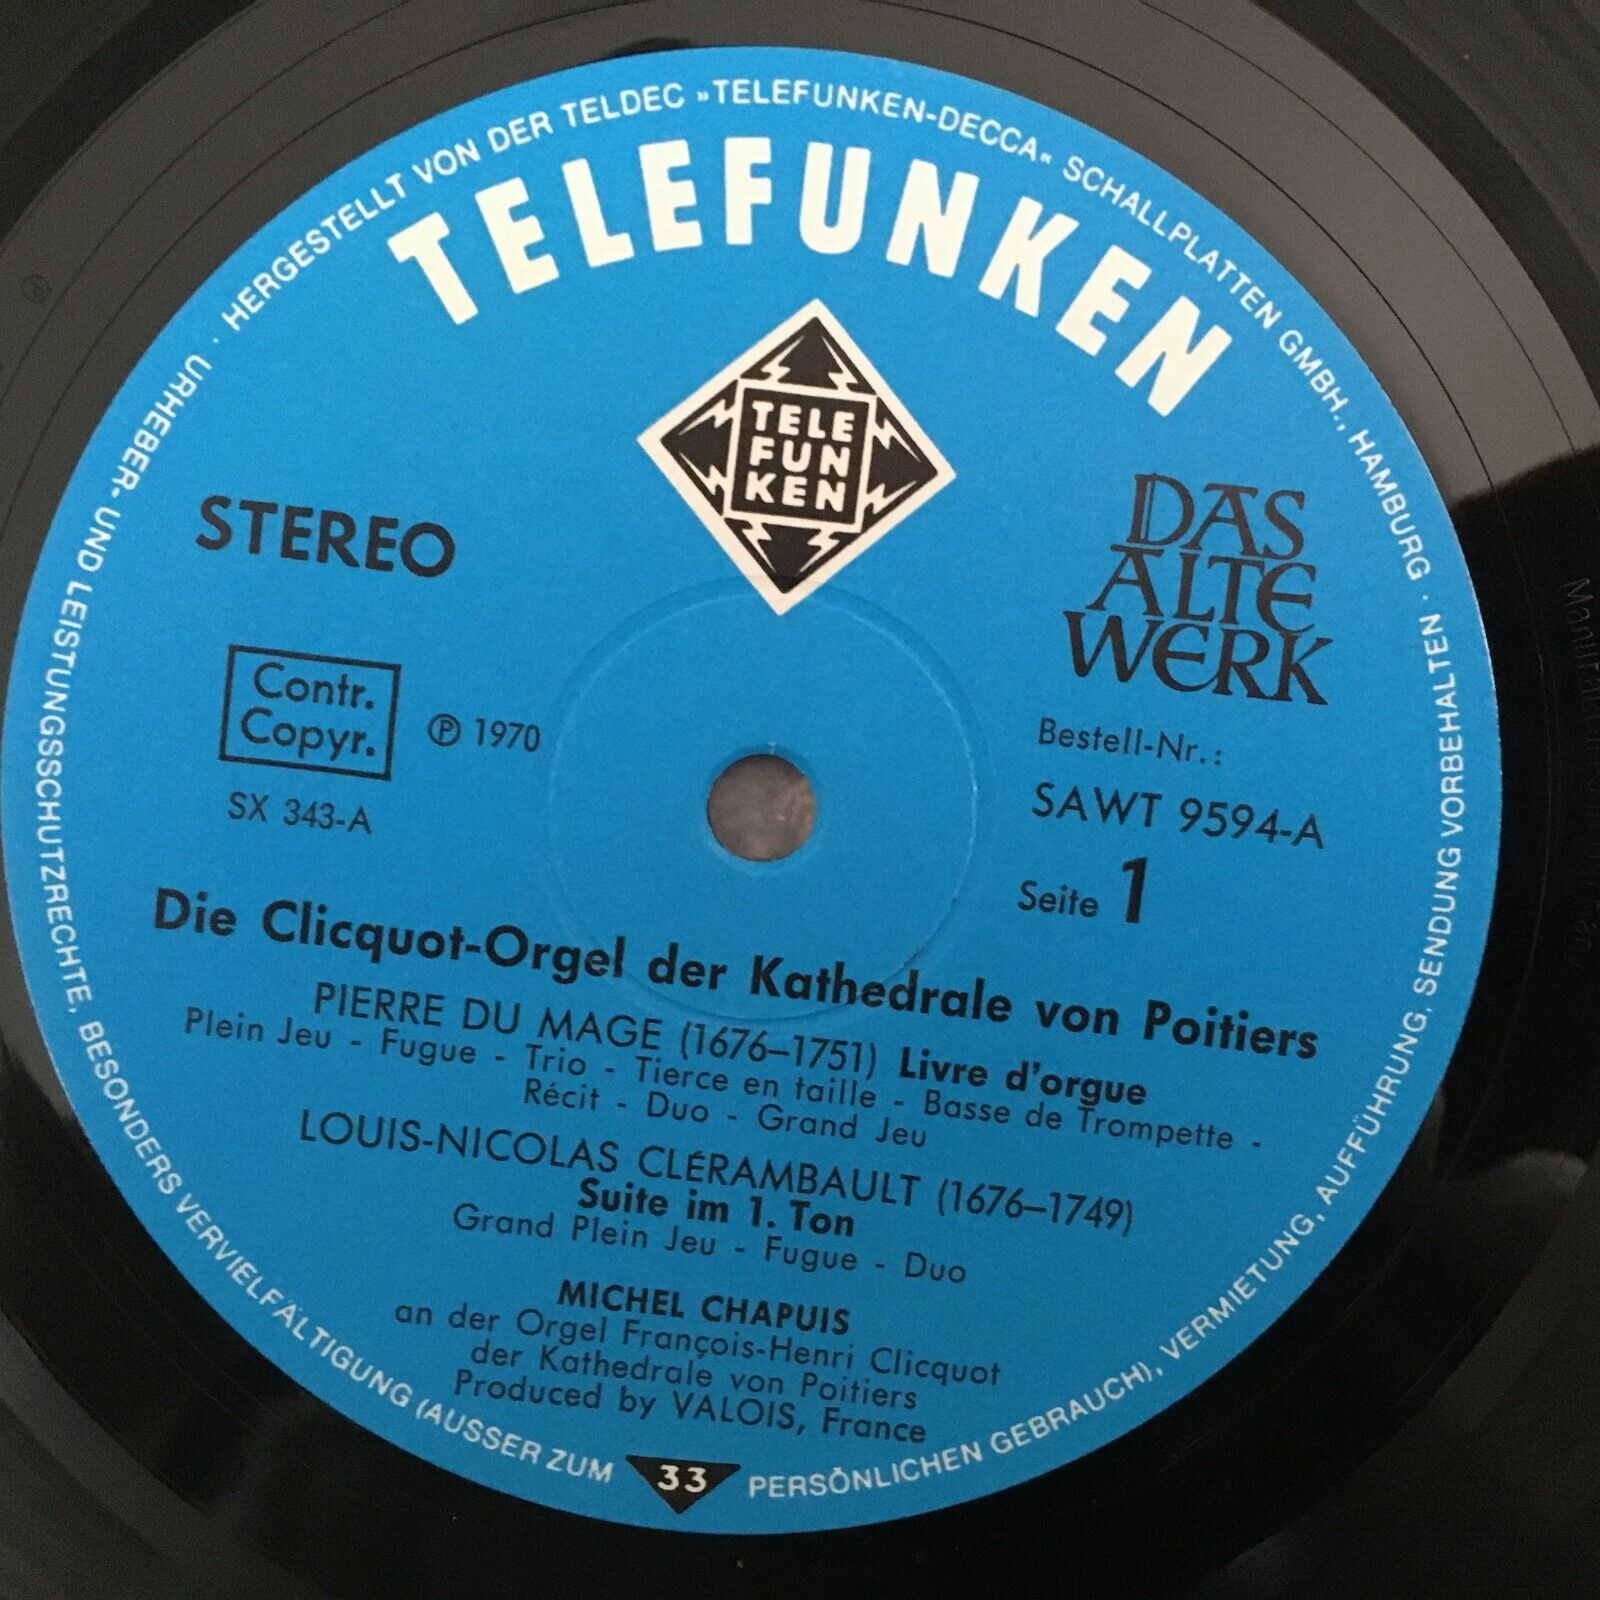 HERGESTELLT VON DER TELDEC »TELEFUNKEN-DECCA« SCHALLPLATTEN GMBH., HAMBURG · URHEBER- UND LEISTUNGSSCHUTZRECHTE, BESONDERS VERVIELFÄLTIGUNG (AUSSER ZUM PERSÖNLICHEN GEBRAUCH), VERMIETUNG, AUFFÜHRUNG, SENDUNG VORBEHALTEN ·
TELEFUNKEN
TELE
FUN
KEN
STEREO
DAS
ALTE
WERK
Contr.
Copyr.
℗ 1970
SX 343-A
Bestell-Nr.:
SAWT 9594-A
Seite 1
Die Clicquot-Orgel der Kathedrale von Poitiers
PIERRE DU MAGE (1676–1751) Livre d'orgue
Plein Jeu - Fugue - Trio - Tierce en taille - Basse de Trompette -
Récit - Duo - Grand Jeu
LOUIS-NICOLAS CLÉRAMBAULT (1676–1749)
Suite im 1. Ton
Grand Plein Jeu - Fugue - Duo
MICHEL CHAPUIS
an der Orgel François-Henri Clicquot
der Kathedrale von Poitiers
Produced by VALOIS, France
33